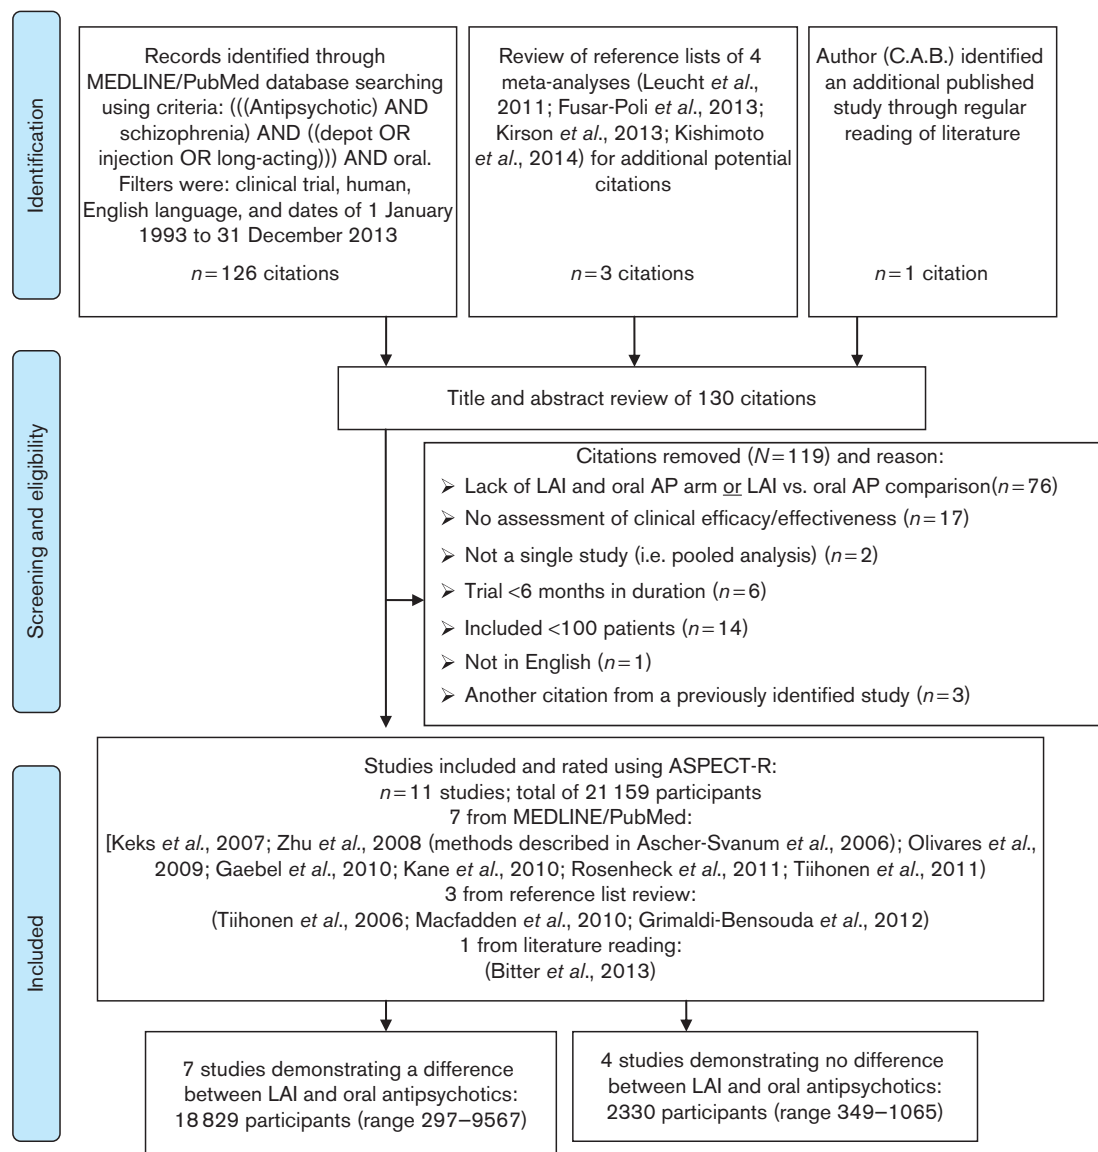 Identification
Records identified through
MEDLINE/PubMed database searching
using criteria: (((Antipsychotic) AND
schizophrenia) AND ((depot OR
injection OR long-acting))) AND oral.
Filters were: clinical trial, human,
English language, and dates of 1 January
1993 to 31 December 2013
n=126 citations
Review of reference lists of 4
meta-analyses (Leucht et al.,
2011; Fusar-Poli et al., 2013;
Kirson et al., 2013; Kishimoto
et al., 2014) for additional potential
citations
n=3 citations
Author (C.A.B.) identified
an additional published
study through regular
reading of literature
n=1 citation
Screening and eligibility
Title and abstract review of 130 citations
Citations removed (N=119) and reason:
➢ Lack of LAI and oral AP arm or LAI vs. oral AP comparison(n=76)
➢ No assessment of clinical efficacy/effectiveness (n=17)
➢ Not a single study (i.e. pooled analysis) (n=2)
➢ Trial <6 months in duration (n=6)
➢ Included <100 patients (n=14)
➢ Not in English (n=1)
➢ Another citation from a previously identified study (n=3)
Included
Studies included and rated using ASPECT-R:
n=11 studies; total of 21 159 participants
7 from MEDLINE/PubMed:
[Keks et al., 2007; Zhu et al., 2008 (methods described in Ascher-Svanum et al., 2006); Olivares et al.,
2009; Gaebel et al., 2010; Kane et al., 2010; Rosenheck et al., 2011; Tiihonen et al., 2011)
3 from reference list review:
(Tiihonen et al., 2006; Macfadden et al., 2010; Grimaldi-Bensouda et al., 2012)
1 from literature reading:
(Bitter et al., 2013)
7 studies demonstrating a difference
between LAI and oral antipsychotics:
18 829 participants (range 297–9567)
4 studies demonstrating no difference
between LAI and oral antipsychotics:
2330 participants (range 349–1065)